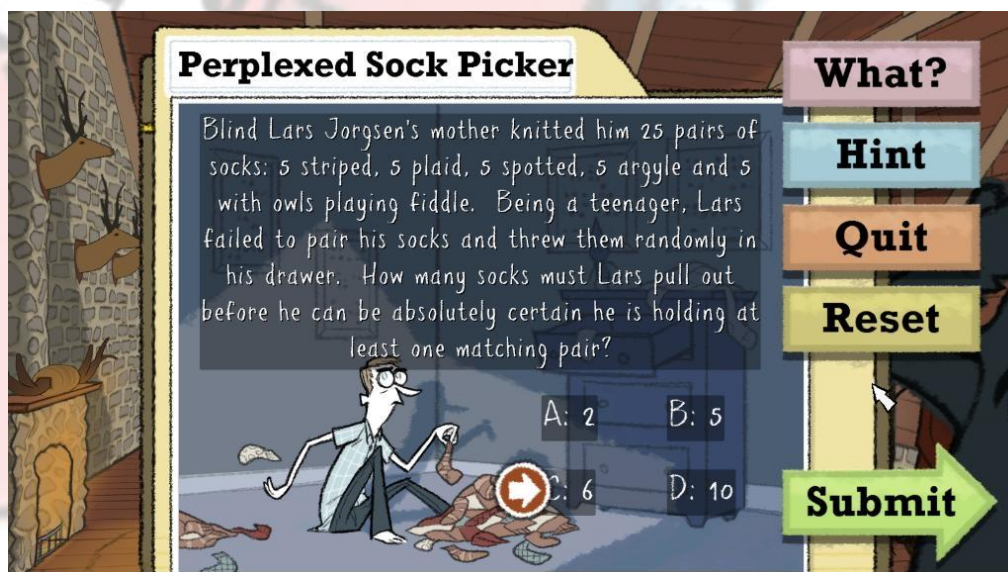 Perplexed Sock Picker
Blind Lars Jorgsen's mother knitted him 25 pairs of
socks: 5 striped, 5 plaid, 5 spotted, 5 argyle and 5
with owls playing fiddle. Being a teenager, Lars
failed to pair his socks and threw them randomly in
his drawer. How many socks must Lars pull out
before he can be absolutely certain he is holding at
least one matching pair?
A: 2 B: 5
C: 6 D: 10
What?
Hint
Quit
Reset
Submit